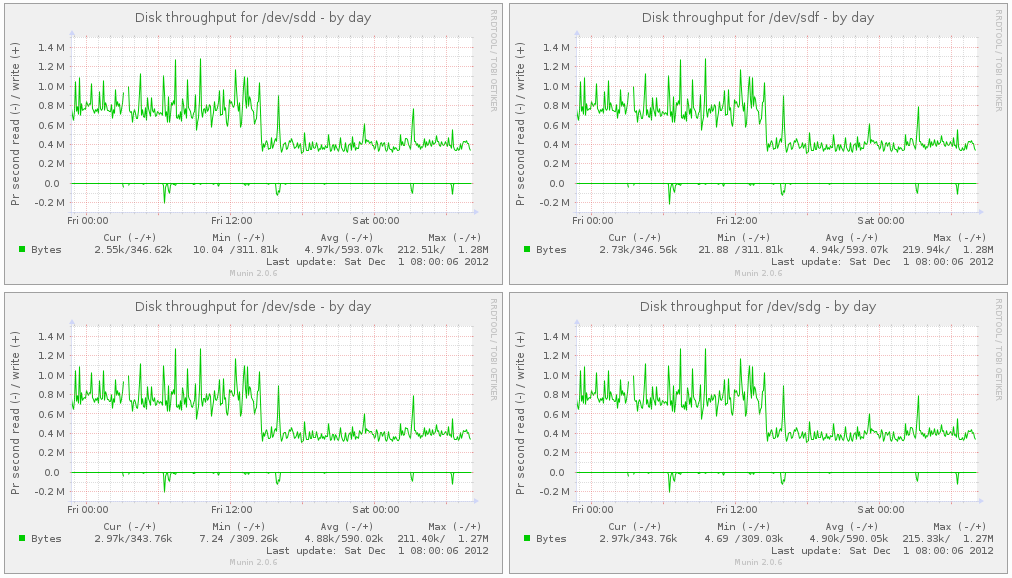 Disk throughput for /dev/sdd - by day
RRDTOOL / TOBI OETIKER
Pr second read (-) / write (+)
1.4 M
1.2 M
1.0 M
0.8 M
0.6 M
0.4 M
0.2 M
0.0
-0.2 M
Fri 00:00 Fri 12:00 Sat 00:00
Cur (-/+) Min (-/+) Avg (-/+) Max (-/+)
Bytes 2.55k/346.62k 10.04 /311.81k 4.97k/593.07k 212.51k/ 1.28M
Last update: Sat Dec 1 08:00:06 2012
Munin 2.0.6
Disk throughput for /dev/sdf - by day
RRDTOOL / TOBI OETIKER
Pr second read (-) / write (+)
1.4 M
1.2 M
1.0 M
0.8 M
0.6 M
0.4 M
0.2 M
0.0
-0.2 M
Fri 00:00 Fri 12:00 Sat 00:00
Cur (-/+) Min (-/+) Avg (-/+) Max (-/+)
Bytes 2.73k/346.56k 21.88 /311.81k 4.94k/593.07k 219.94k/ 1.28M
Last update: Sat Dec 1 08:00:06 2012
Munin 2.0.6
Disk throughput for /dev/sde - by day
RRDTOOL / TOBI OETIKER
Pr second read (-) / write (+)
1.4 M
1.2 M
1.0 M
0.8 M
0.6 M
0.4 M
0.2 M
0.0
-0.2 M
Fri 00:00 Fri 12:00 Sat 00:00
Cur (-/+) Min (-/+) Avg (-/+) Max (-/+)
Bytes 2.97k/343.76k 7.24 /309.26k 4.88k/590.02k 211.40k/ 1.27M
Last update: Sat Dec 1 08:00:06 2012
Munin 2.0.6
Disk throughput for /dev/sdg - by day
RRDTOOL / TOBI OETIKER
Pr second read (-) / write (+)
1.4 M
1.2 M
1.0 M
0.8 M
0.6 M
0.4 M
0.2 M
0.0
-0.2 M
Fri 00:00 Fri 12:00 Sat 00:00
Cur (-/+) Min (-/+) Avg (-/+) Max (-/+)
Bytes 2.97k/343.76k 4.69 /309.03k 4.90k/590.05k 215.33k/ 1.27M
Last update: Sat Dec 1 08:00:06 2012
Munin 2.0.6